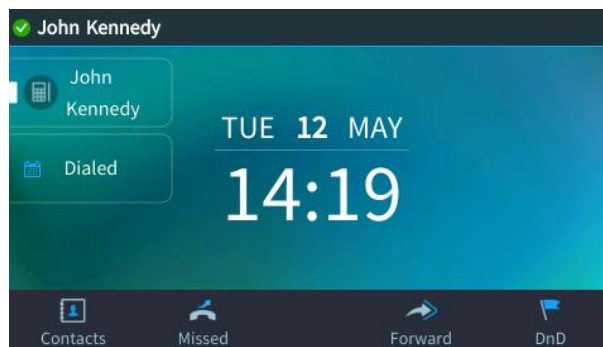 John Kennedy
John
Kennedy
Dialed
TUE 12 MAY
14:19
Contacts Missed Forward DnD